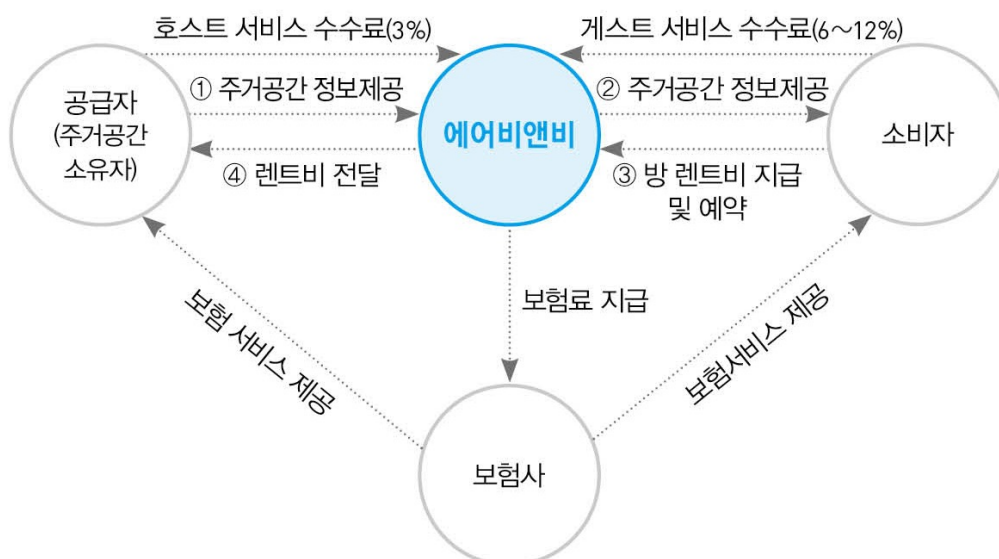 호스트 서비스 수수료(3%)
게스트 서비스 수수료(6～12%)
공급자
(주거공간
소유자)
① 주거공간 정보제공
에어비앤비
② 주거공간 정보제공
소비자
④ 렌트비 전달
③ 방 렌트비 지급
및 예약
보험 서비스 제공
보험료 지급
보험서비스 제공
보험사